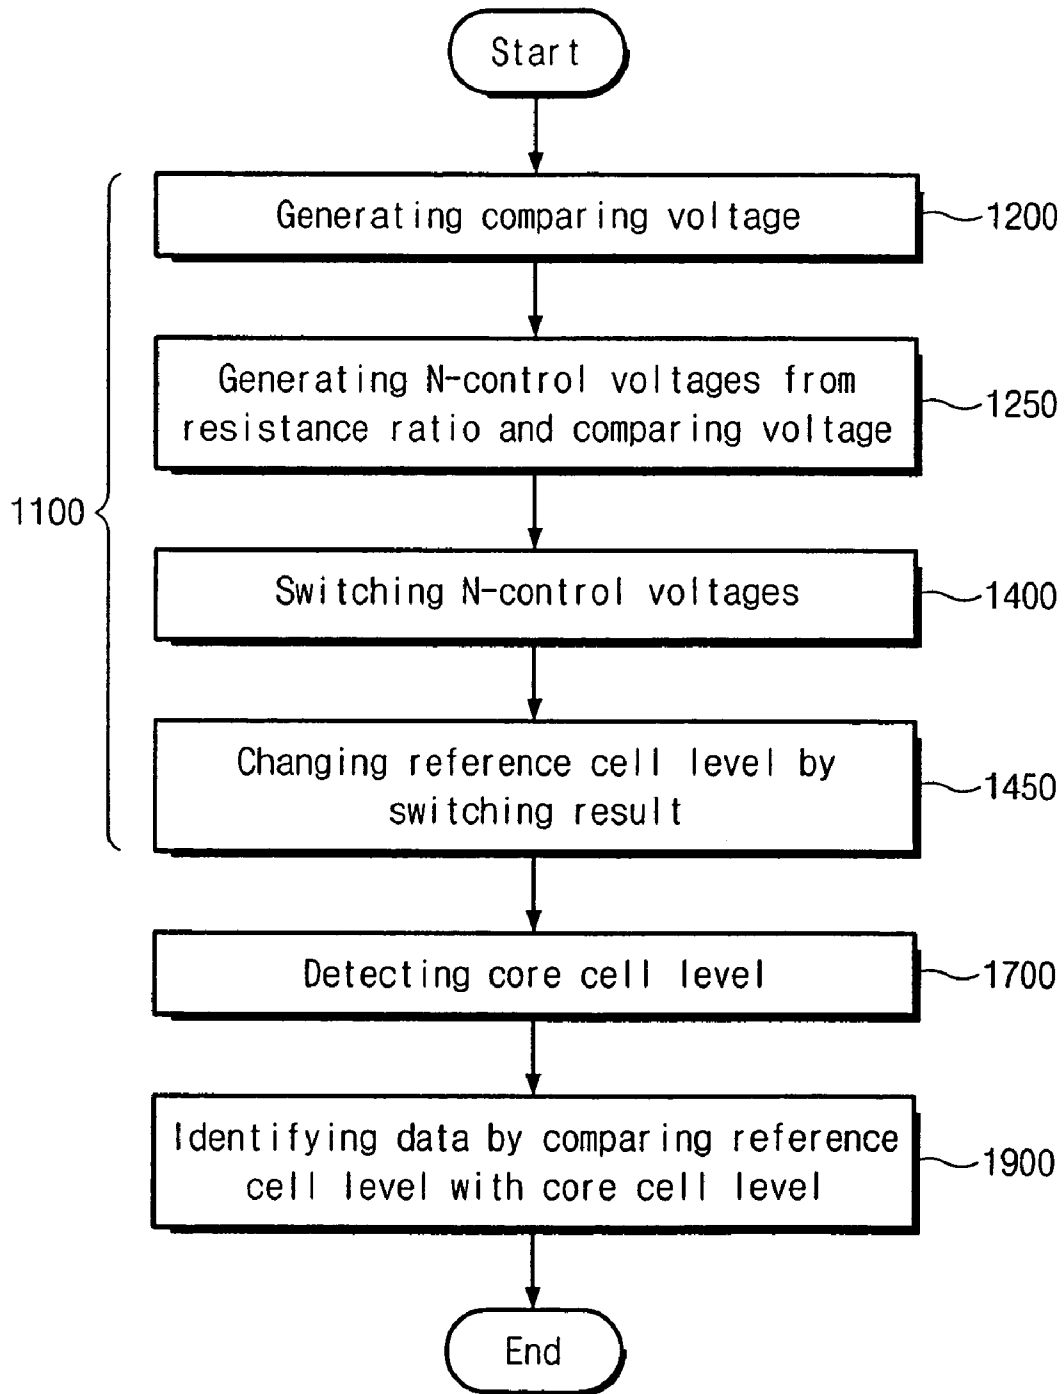 Start
Generating comparing voltage
1200
Generating N-control voltages from
resistance ratio and comparing voltage
1250
1100
Switching N-control voltages
1400
Changing reference cell level by
switching result
1450
Detecting core cell level
1700
Identifying data by comparing reference
cell level with core cell level
1900
End